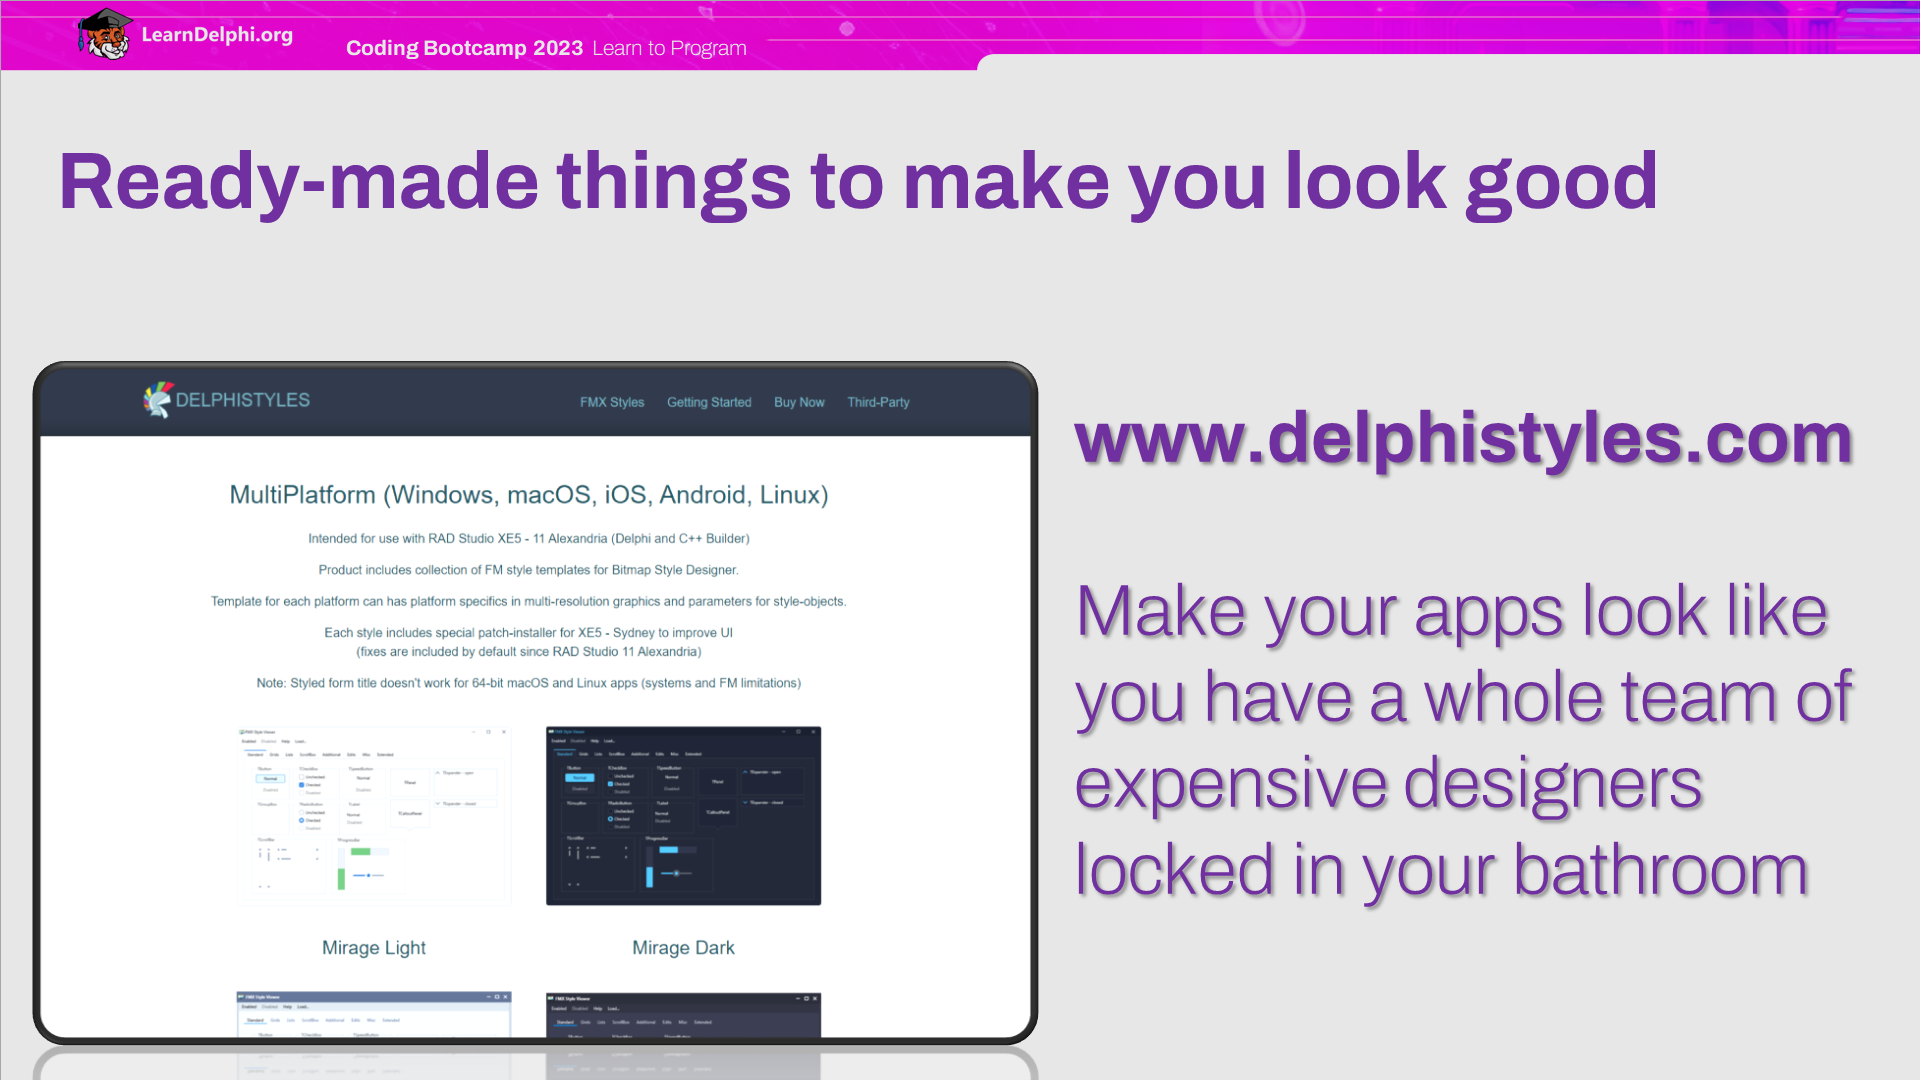 LearnDelphi.org
Coding Bootcamp 2023 Learn to Program
Ready-made things to make you look good
DELPHISTYLES
FMX Styles Getting Started Buy Now Third-Party
MultiPlatform (Windows, macOS, iOS, Android, Linux)
Intended for use with RAD Studio XE5 - 11 Alexandria (Delphi and C++ Builder)
Product includes collection of FM style templates for Bitmap Style Designer.
Template for each platform can has platform specifics in multi-resolution graphics and parameters for style-objects.
Each style includes special patch-installer for XE5 - Sydney to improve UI
(fixes are included by default since RAD Studio 11 Alexandria)
Note: Styled form title doesn't work for 64-bit macOS and Linux apps (systems and FM limitations)
Mirage Light
Mirage Dark
www.delphistyles.com
Make your apps look like
you have a whole team of
expensive designers
locked in your bathroom